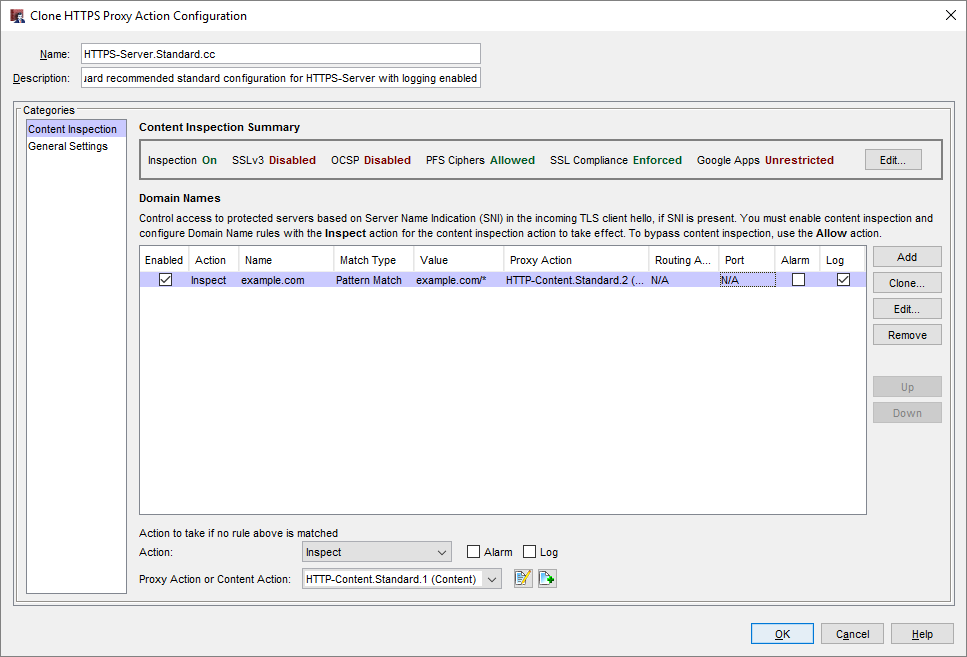 Clone HTTPS Proxy Action Configuration
Name: HTTPS-Server.Standard.cc
Description: ard recommended standard configuration for HTTPS-Server with logging enabled
Categories
Content Inspection
General Settings
Content Inspection Summary
Inspection On SSLv3 Disabled OCSP Disabled PFS Ciphers Allowed SSL Compliance Enforced Google Apps Unrestricted Edit...
Domain Names
Control access to protected servers based on Server Name Indication (SNI) in the incoming TLS client hello, if SNI is present. You must enable content inspection and
configure Domain Name rules with the Inspect action for the content inspection action to take effect. To bypass content inspection, use the Allow action.
Enabled Action Name Match Type Value Proxy Action Routing A... Port Alarm Log
Inspect example.com Pattern Match example.com/* HTTP-Content.Standard.2 (... N/A N/A
Add
Clone...
Edit...
Remove
Up
Down
Action to take if no rule above is matched
Action: Inspect Alarm Log
Proxy Action or Content Action: HTTP-Content.Standard.1 (Content)
OK Cancel Help